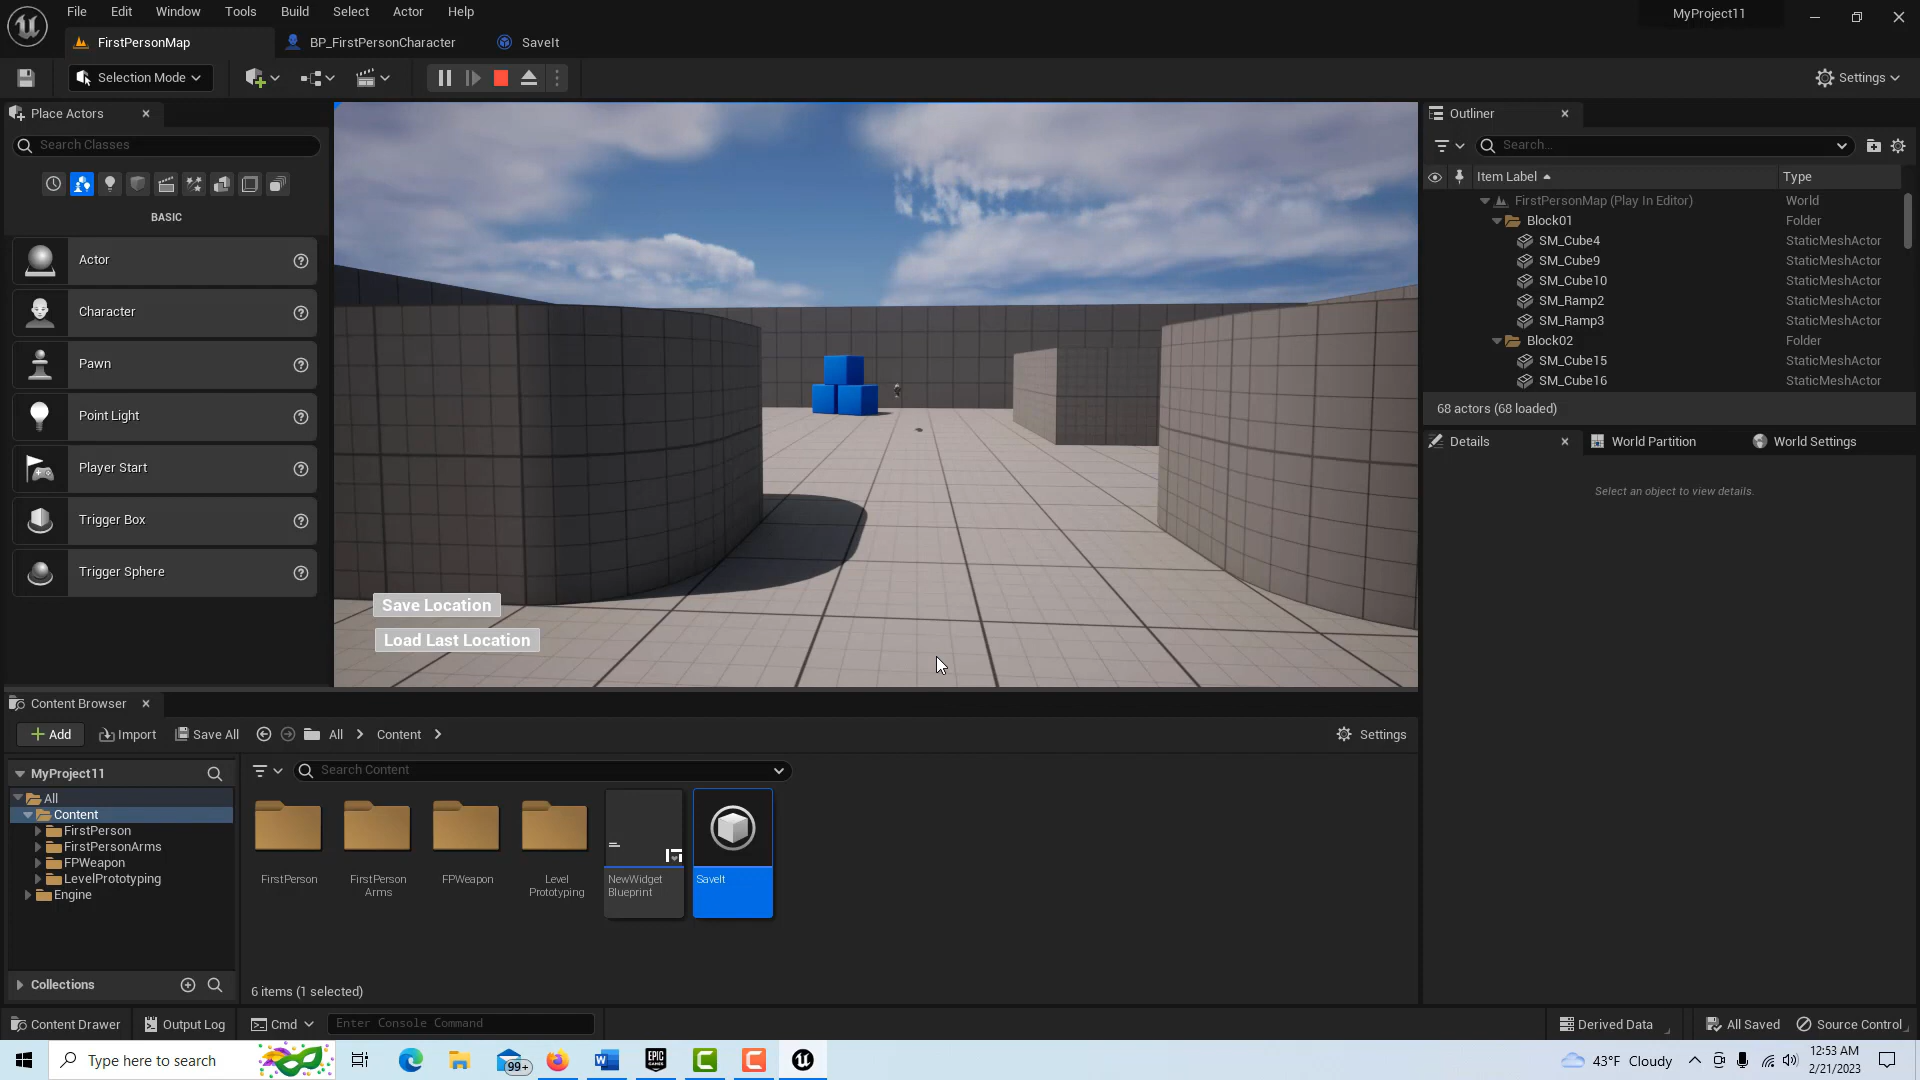 File Edit Window Tools Build Select Actor Help
MyProject11
FirstPersonMap
BP_FirstPersonCharacter
SaveIt
Selection Mode
Settings
Place Actors
Search Classes
BASIC
Actor
Character
Pawn
Point Light
Player Start
Trigger Box
Trigger Sphere
Save Location
Load Last Location
Outliner
Search...
Item Label Type
FirstPersonMap (Play In Editor) World
Block01 Folder
SM_Cube4 StaticMeshActor
SM_Cube9 StaticMeshActor
SM_Cube10 StaticMeshActor
SM_Ramp2 StaticMeshActor
SM_Ramp3 StaticMeshActor
Block02 Folder
SM_Cube15 StaticMeshActor
SM_Cube16 StaticMeshActor
68 actors (68 loaded)
Details
World Partition
World Settings
Select an object to view details.
Content Browser
Add Import Save All All Content
Settings
MyProject11
Search Content
All
Content
FirstPerson
FirstPersonArms
FPWeapon
LevelPrototyping
Engine
Collections
FirstPerson
FirstPerson
Arms
FPWeapon
Level
Prototyping
NewWidget
Blueprint
SaveIt
6 items (1 selected)
Content Drawer
Output Log
Cmd
Enter Console Command
Derived Data
All Saved
Source Control
Type here to search
99+
W
EPIC
GAMES
43°F Cloudy
12:53 AM
2/21/2023